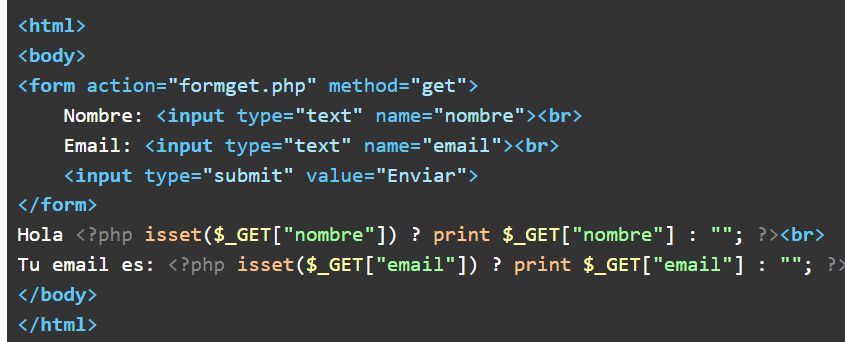 <html>
<body>
<form action="formget.php" method="get">
    Nombre: <input type="text" name="nombre"><br>
    Email: <input type="text" name="email"><br>
    <input type="submit" value="Enviar">
</form>
Hola <?php isset($_GET["nombre"]) ? print $_GET["nombre"] : ""; ?><br>
Tu email es: <?php isset($_GET["email"]) ? print $_GET["email"] : ""; ?>
</body>
</html>